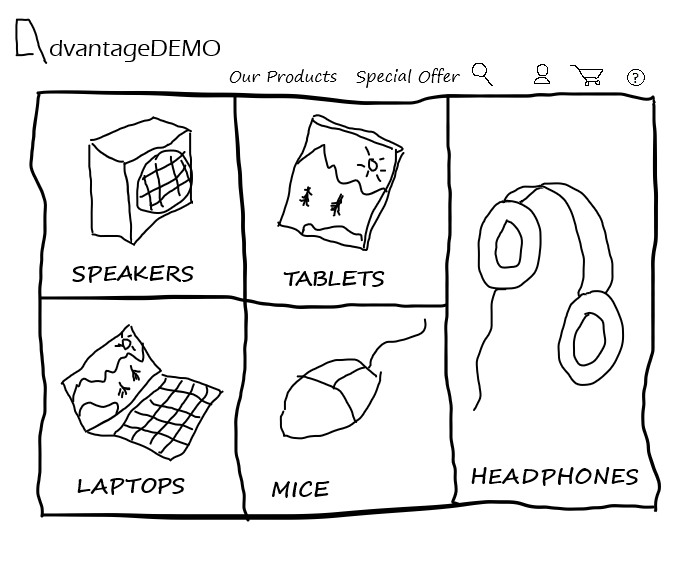 AdvantageDEMO
Our Products Special Offer ?
SPEAKERS
TABLETS
LAPTOPS
MICE
HEADPHONES